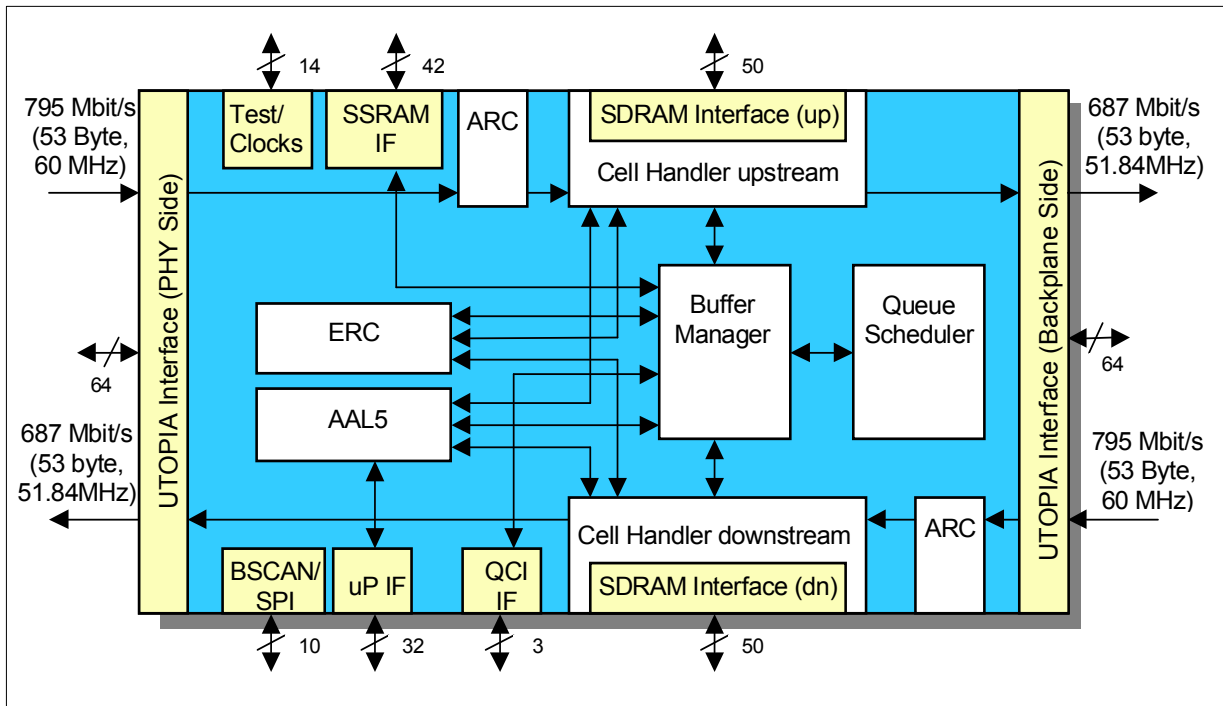 14
42
50
795 Mbit/s
(53 Byte,
60 MHz)
Test/
Clocks
SSRAM
IF
ARC
SDRAM Interface (up)
Cell Handler upstream
687 Mbit/s
(53 byte,
51.84MHz)
UTOPIA Interface (PHY Side)
UTOPIA Interface (Backplane Side)
Buffer
Manager
Queue
Scheduler
ERC
AAL5
64
64
687 Mbit/s
(53 byte,
51.84MHz)
795 Mbit/s
(53 Byte,
60 MHz)
Cell Handler downstream
SDRAM Interface (dn)
ARC
BSCAN/
SPI
uP IF
QCI
IF
10
32
3
50